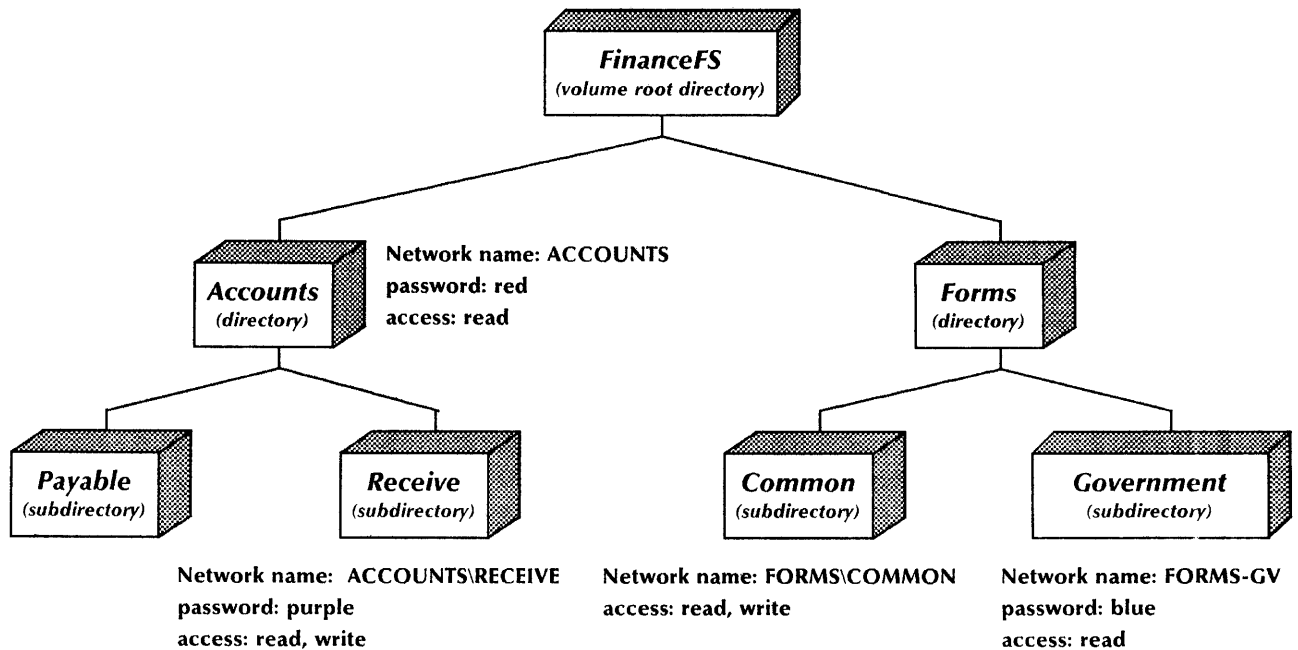 FinanceFS
(volume root directory)
Accounts
(directory)
Network name: ACCOUNTS
password: red
access: read
Forms
(directory)
Payable
(subdirectory)
Receive
(subdirectory)
Common
(subdirectory)
Government
(subdirectory)
Network name: ACCOUNTS\RECEIVE
password: purple
access: read, write
Network name: FORMS\COMMON
access: read, write
Network name: FORMS-GV
password: blue
access: read